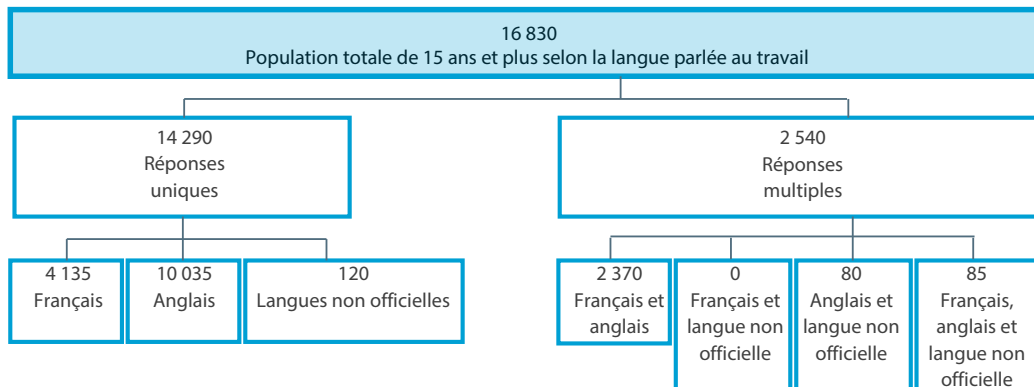 16 830
Population totale de 15 ans et plus selon la langue parlée au travail
14 290
Réponses
uniques
2 540
Réponses
multiples
4 135
Français
10 035
Anglais
120
Langues non officielles
2 370
Français et
anglais
0
Français et
langue non
officielle
80
Anglais et
langue non
officielle
85
Français,
anglais et
langue non
officielle